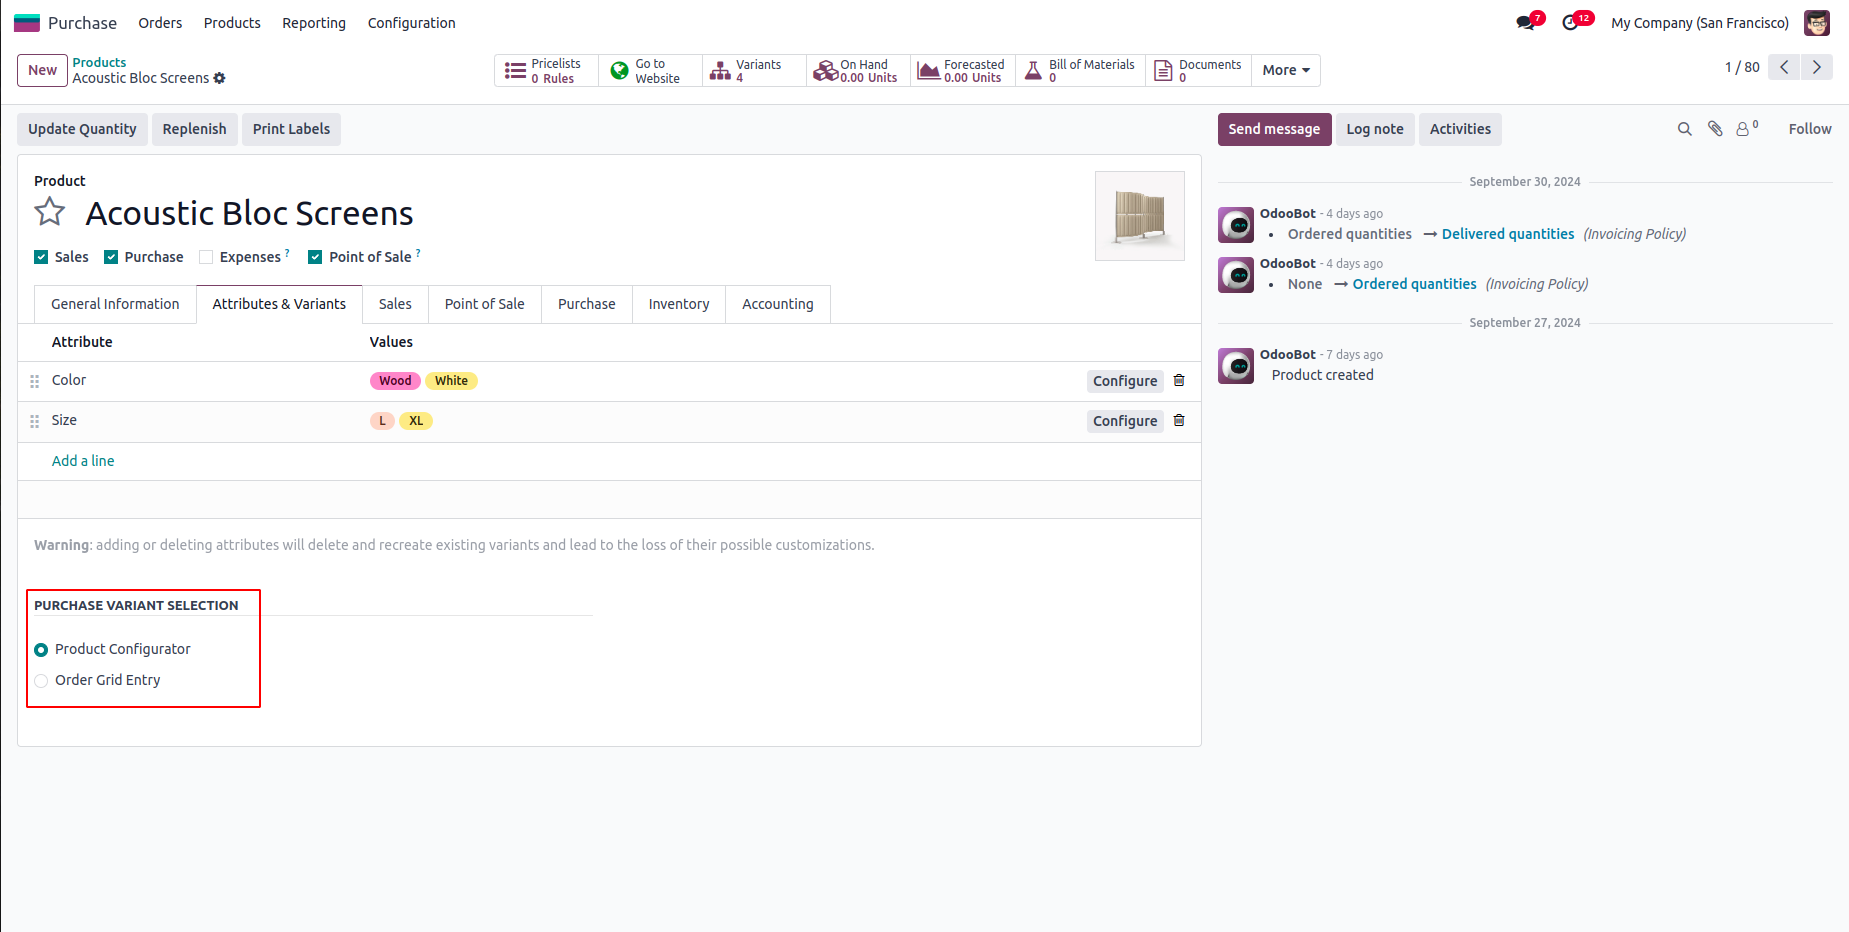 Purchase Orders Products Reporting Configuration 7 12 My Company (San Francisco)
New Products
Acoustic Bloc Screens
Pricelists
0 Rules
Go to
Website
Variants
4
On Hand
0.00 Units
Forecasted
0.00 Units
Bill of Materials
0
Documents
0
More
1 / 80
Update Quantity Replenish Print Labels
Send message Log note Activities 0 Follow
Product
Acoustic Bloc Screens
Sales Purchase Expenses ? Point of Sale ?
General Information Attributes & Variants Sales Point of Sale Purchase Inventory Accounting
Attribute Values
Color Wood White Configure
Size L XL Configure
Add a line
Warning: adding or deleting attributes will delete and recreate existing variants and lead to the loss of their possible customizations.
PURCHASE VARIANT SELECTION
Product Configurator
Order Grid Entry
September 30, 2024
OdooBot - 4 days ago
• Ordered quantities → Delivered quantities (Invoicing Policy)
OdooBot - 4 days ago
• None → Ordered quantities (Invoicing Policy)
September 27, 2024
OdooBot - 7 days ago
Product created